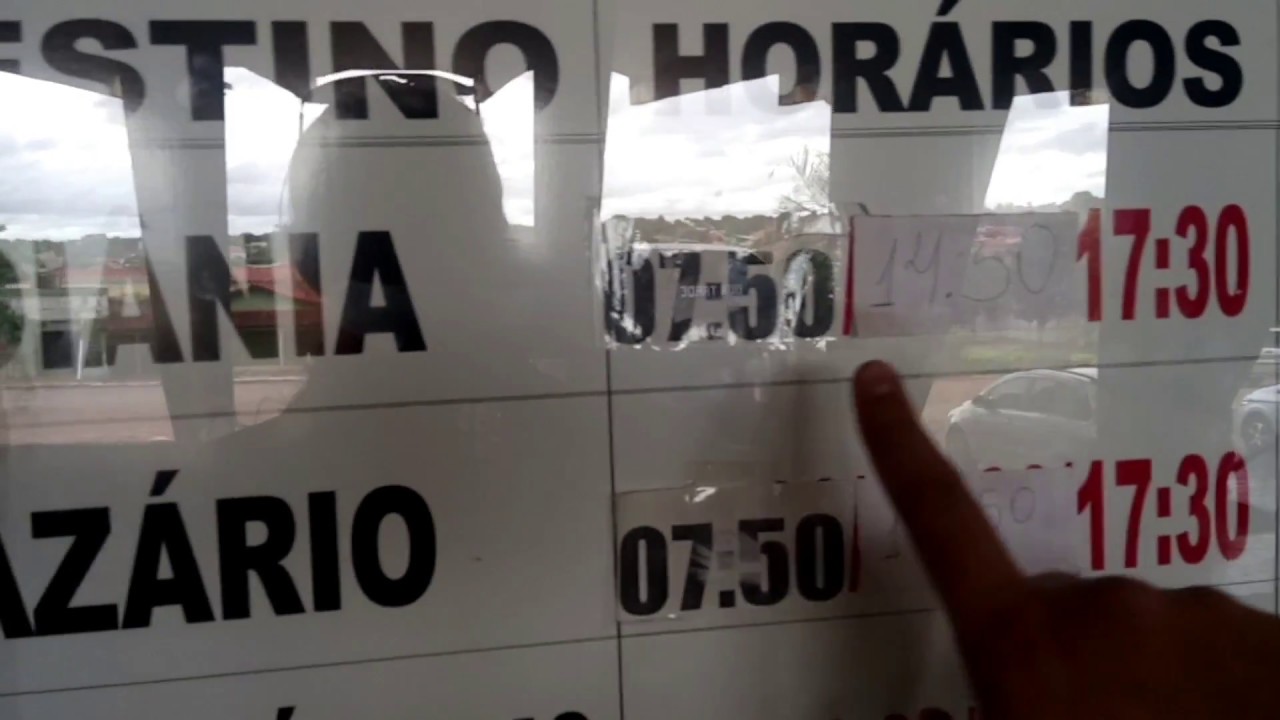 ESTINO HORÁRIOS
ANIA 07.50 14:50 17:30
AZÁRIO 07.50 17:30